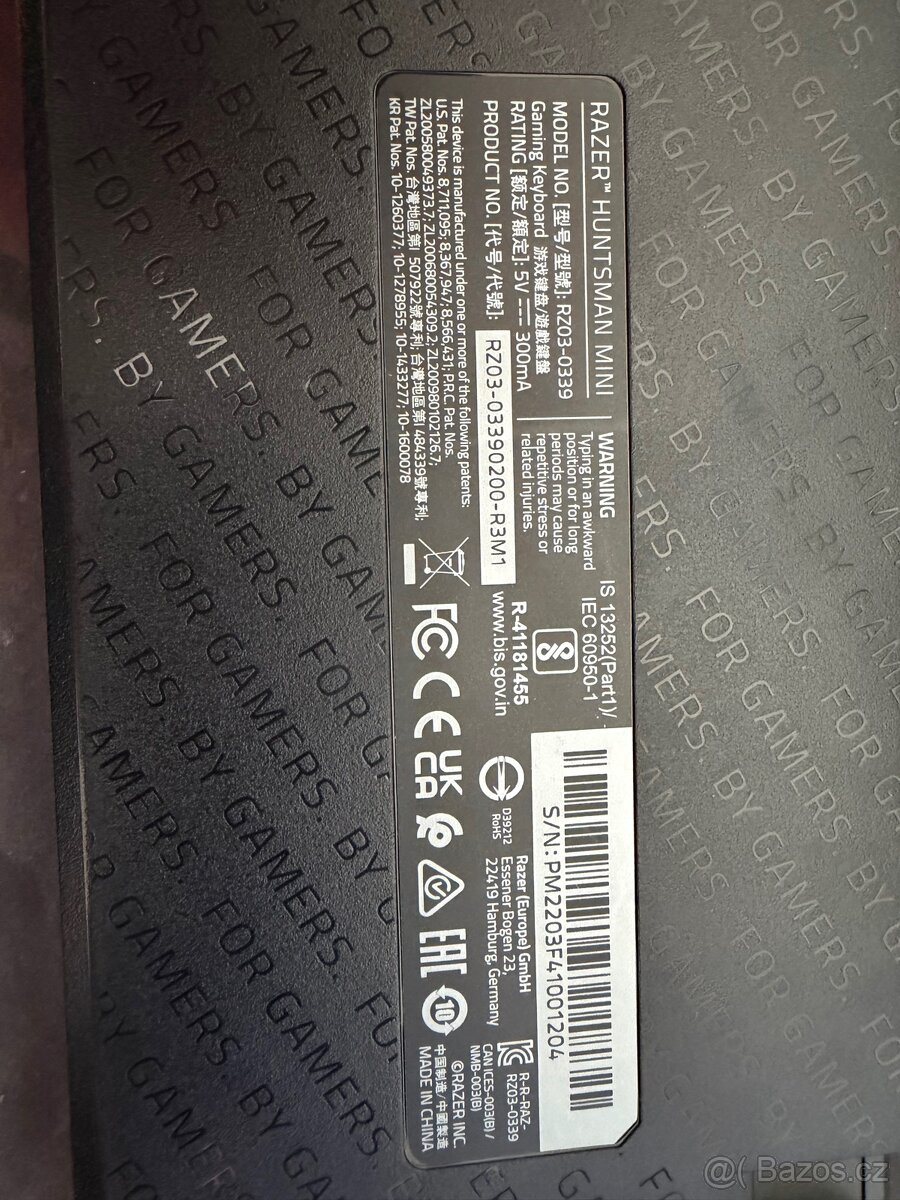 RAZER™ HUNTSMAN MINI
MODEL NO. [型号/型號]: RZ03-0339
Gaming Keyboard 游戏键盘/遊戲鍵盤
RATING [额定/額定]: 5V ⎓ 300mA
PRODUCT NO. [代号/代號]: RZ03-03390200-R3M1
This device is manufactured under one or more of the following patents:
U.S. Pat. Nos. 8,711,095; 8,367,947; 8,566,431; P.R.C. Pat. Nos.
ZL200580049373.7; ZL200680054309.2; ZL200980102126.7;
TW Pat. Nos. 台灣地區第I 507922號專利; 台灣地區第I 484339號專利;
KR Pat. Nos. 10-1260377; 10-1278955; 10-1433277; 10-1600078
WARNING
Typing in an awkward
position or for long
periods may cause
repetitive stress or
related injuries.
IS 13252(Part1)/
IEC 60950-1
R-41181455
www.bis.gov.in
FC CE UK
CA
D39212
RoHS
S/N: PM2203F41001204
Razer (Europe) GmbH
Essener Bogen 23,
22419 Hamburg, Germany
EAC
10
R-R-RAZ-
RZ03-0339
CAN ICES-003(B) /
NMB-003(B)
©RAZER INC.
中国制造/中國製造
MADE IN CHINA
FOR GAMERS. BY GAMERS.
@( Bazos.cz